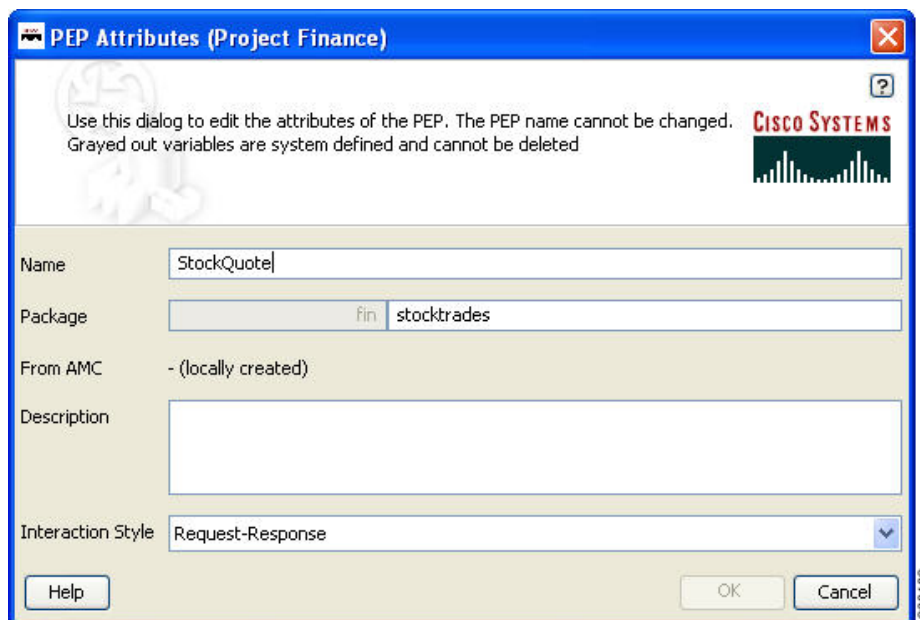 PEP Attributes (Project Finance)
?
Use this dialog to edit the attributes of the PEP. The PEP name cannot be changed.
Grayed out variables are system defined and cannot be deleted
CISCO SYSTEMS
Name StockQuote
Package fin stocktrades
From AMC - (locally created)
Description
Interaction Style Request-Response
Help OK Cancel